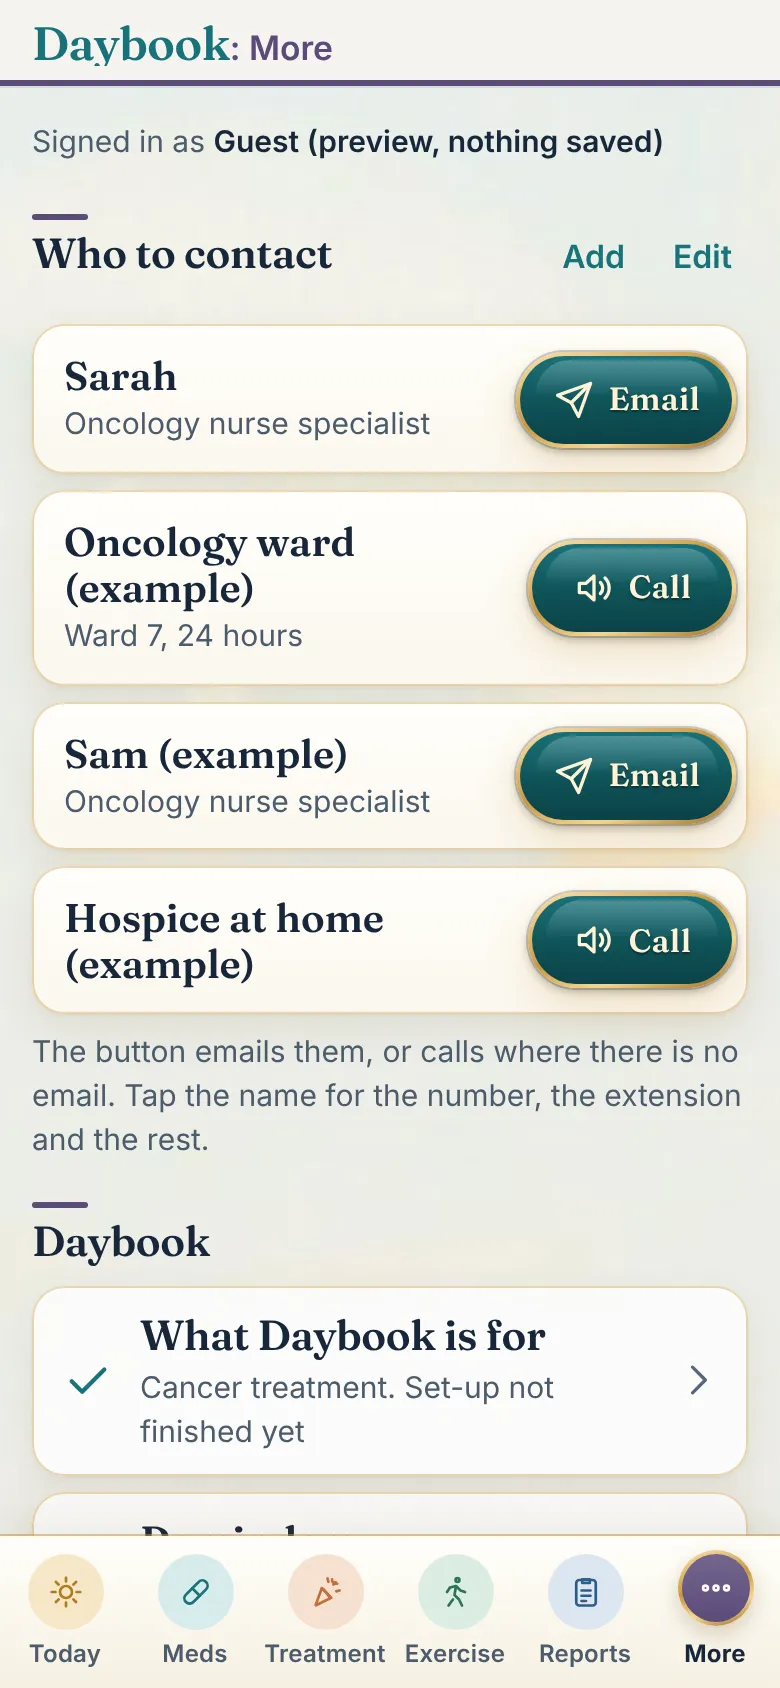 Daybook: More
Signed in as Guest (preview, nothing saved)
Who to contact
Add
Edit
Sarah
Oncology nurse specialist
Email
Oncology ward
(example)
Ward 7, 24 hours
Call
Sam (example)
Oncology nurse specialist
Email
Hospice at home
(example)
Call
The button emails them, or calls where there is no
email. Tap the name for the number, the extension
and the rest.
Daybook
What Daybook is for
Cancer treatment. Set-up not
finished yet
Today
Meds
Treatment
Exercise
Reports
More